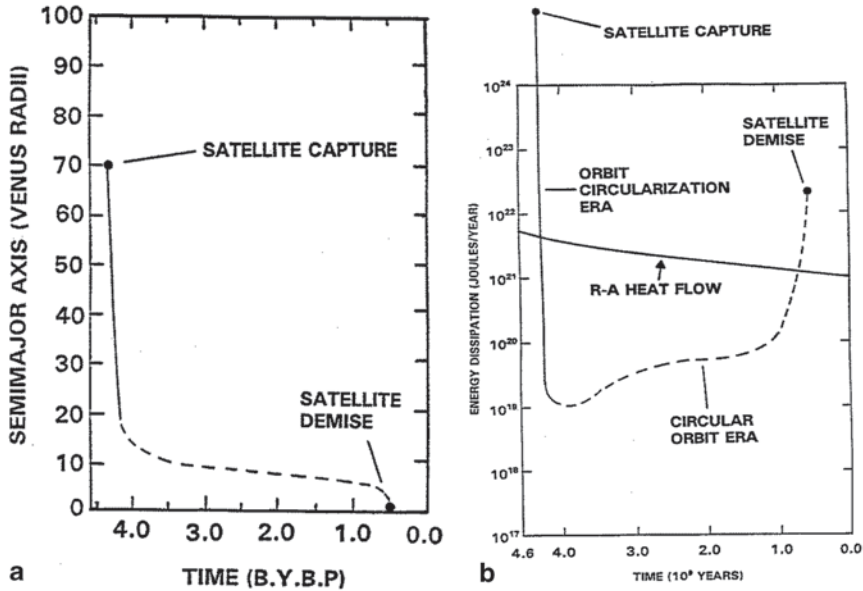 SEMIMAJOR AXIS (VENUS RADII)
100
90
80
70
60
50
40
30
20
10
0
SATELLITE CAPTURE
SATELLITE
DEMISE
4.0
3.0
2.0
1.0
0.0
TIME (B.Y.B.P)
a
SATELLITE CAPTURE
ENERGY DISSIPATION (JOULES/YEAR)
10²⁴
10²³
10²²
10²¹
10²⁰
10¹⁹
10¹⁸
10¹⁷
SATELLITE
DEMISE
ORBIT
CIRCULARIZATION
ERA
R-A HEAT FLOW
CIRCULAR
ORBIT ERA
4.6
4.0
3.0
2.0
1.0
0.0
TIME (10⁹ YEARS)
b